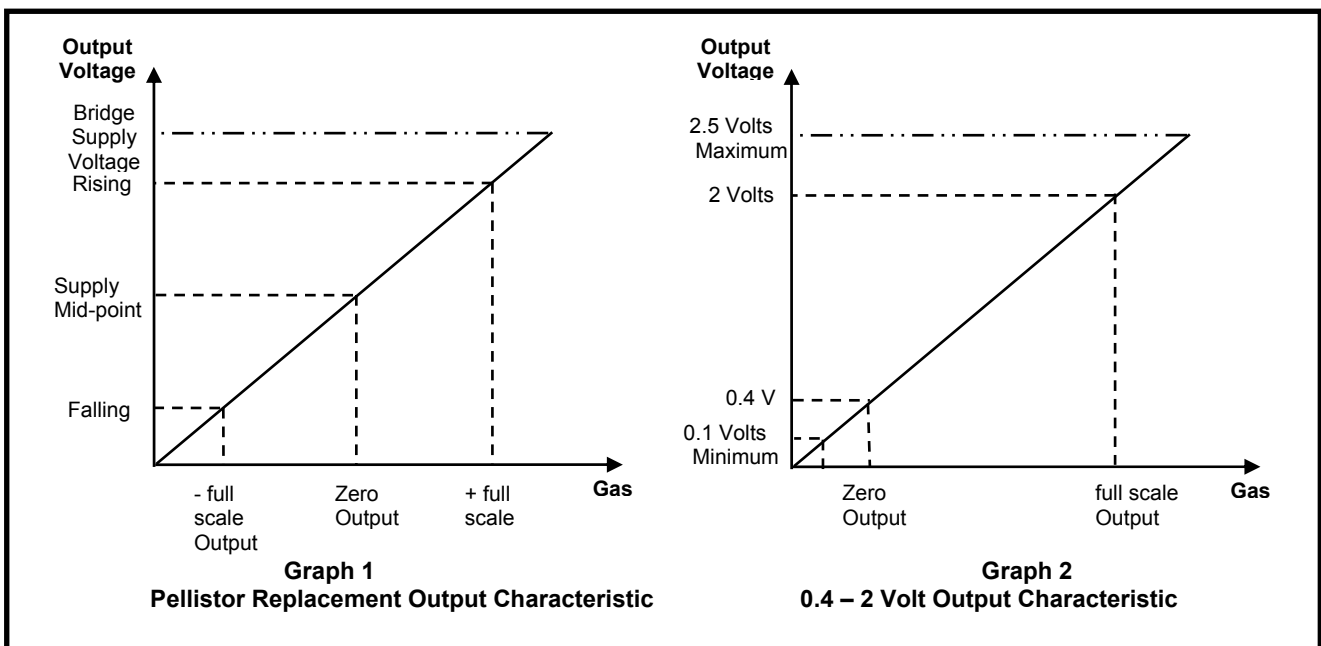 Output
Voltage
Bridge
Supply
Voltage
Rising
Supply
Mid-point
Falling
- full
scale
Output
Zero
Output
+ full
scale
Gas
Graph 1
Pellistor Replacement Output Characteristic
Output
Voltage
2.5 Volts
Maximum
2 Volts
0.4 V
0.1 Volts
Minimum
Zero
Output
full scale
Output
Gas
Graph 2
0.4 – 2 Volt Output Characteristic